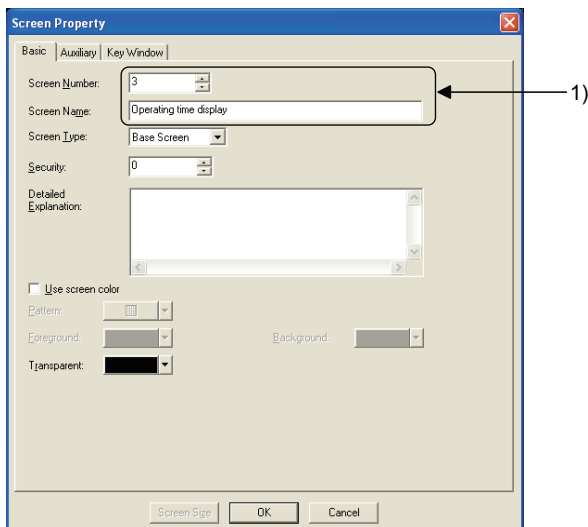 Screen Property
Basic Auxiliary Key Window
Screen Number: 3
1)
Screen Name: Operating time display
Screen Type: Base Screen
Security: 0
Detailed
Explanation:
Use screen color
Pattern:
Foreground: Background:
Transparent:
Screen Size OK Cancel